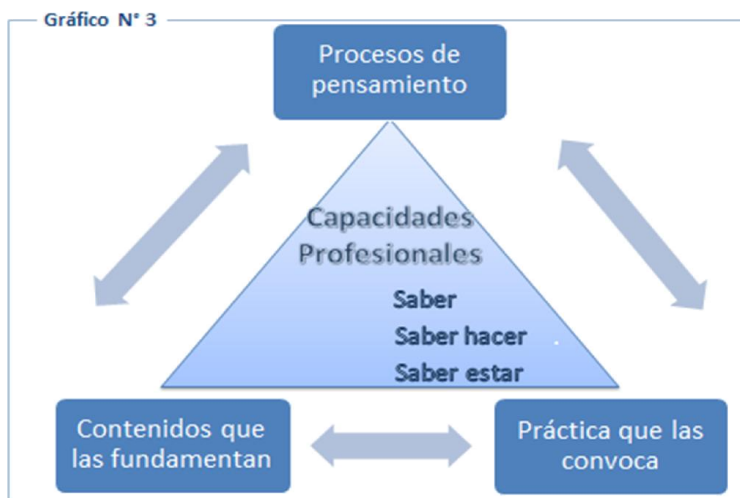 Gráfico N° 3
Procesos de
pensamiento
Capacidades
Profesionales
Saber
Saber hacer
Saber estar
Contenidos que
las fundamentan
Práctica que las
convoca